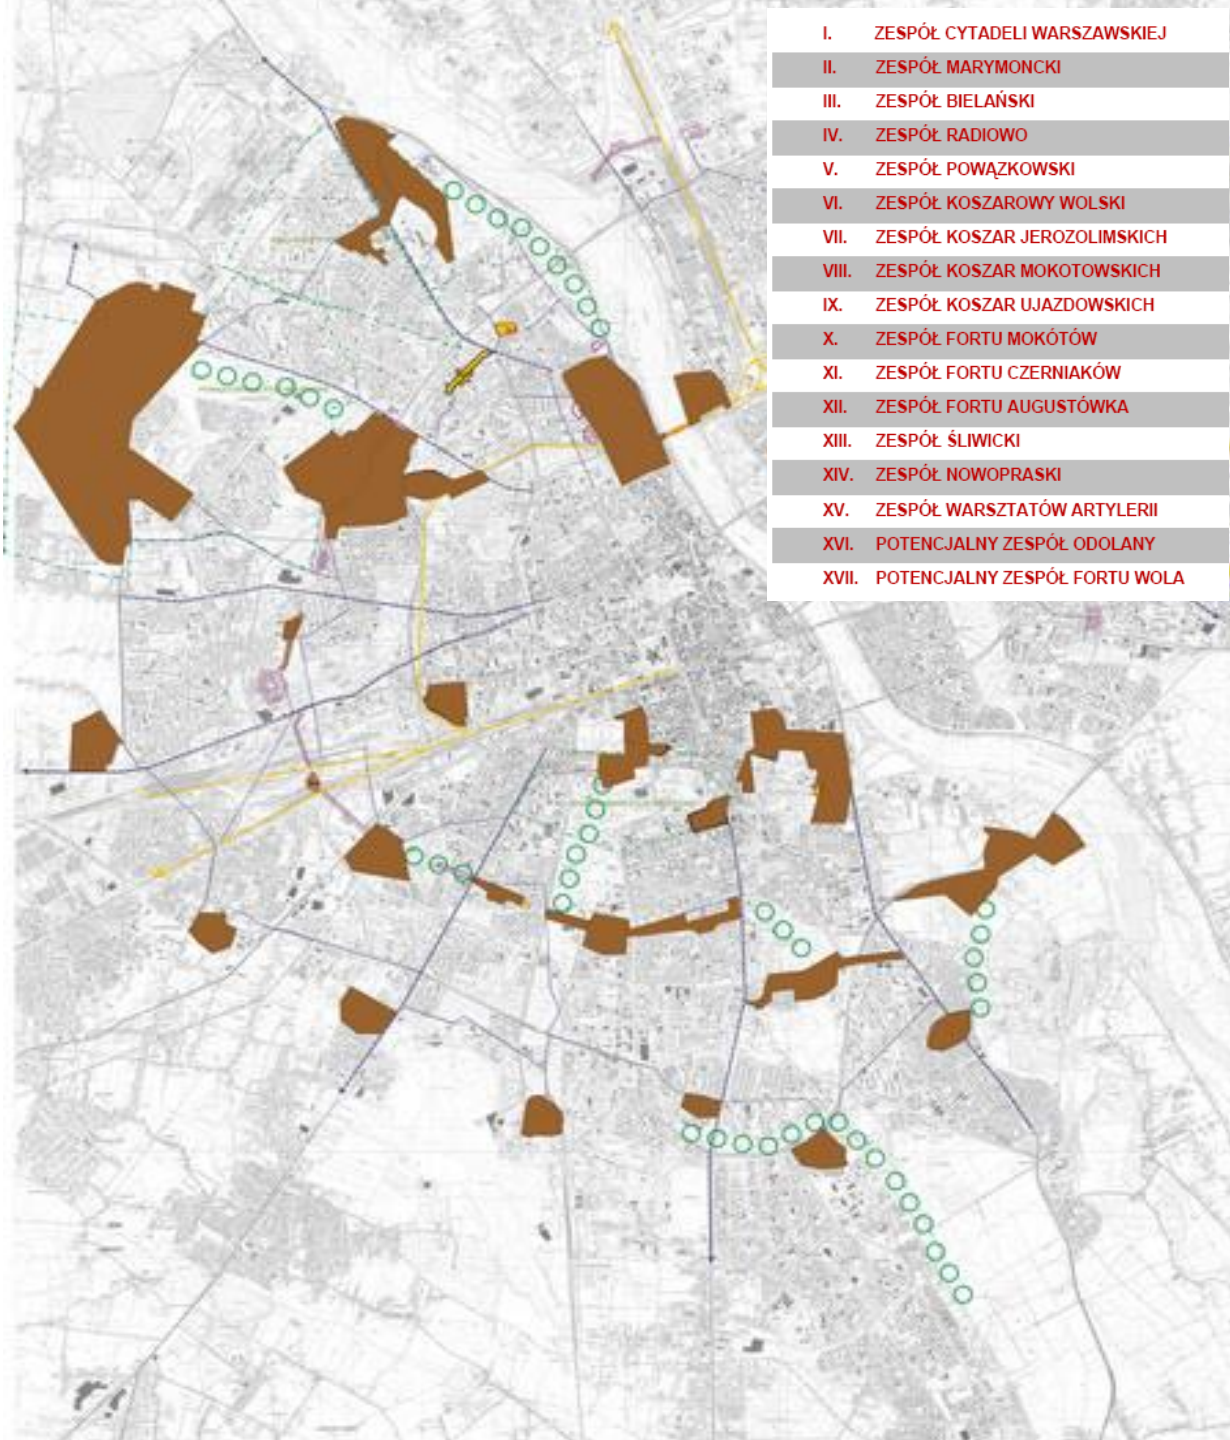 I. ZESPÓŁ CYTADELI WARSZAWSKIEJ
II. ZESPÓŁ MARYMONCKI
III. ZESPÓŁ BIELAŃSKI
IV. ZESPÓŁ RADIOWO
V. ZESPÓŁ POWĄZKOWSKI
VI. ZESPÓŁ KOSZAROWY WOLSKI
VII. ZESPÓŁ KOSZAR JEROZOLIMSKICH
VIII. ZESPÓŁ KOSZAR MOKOTOWSKICH
IX. ZESPÓŁ KOSZAR UJAZDOWSKICH
X. ZESPÓŁ FORTU MOKÓTÓW
XI. ZESPÓŁ FORTU CZERNIAKÓW
XII. ZESPÓŁ FORTU AUGUSTÓWKA
XIII. ZESPÓŁ ŚLIWICKI
XIV. ZESPÓŁ NOWOPRASKI
XV. ZESPÓŁ WARSZTATÓW ARTYLERII
XVI. POTENCJALNY ZESPÓŁ ODOLANY
XVII. POTENCJALNY ZESPÓŁ FORTU WOLA